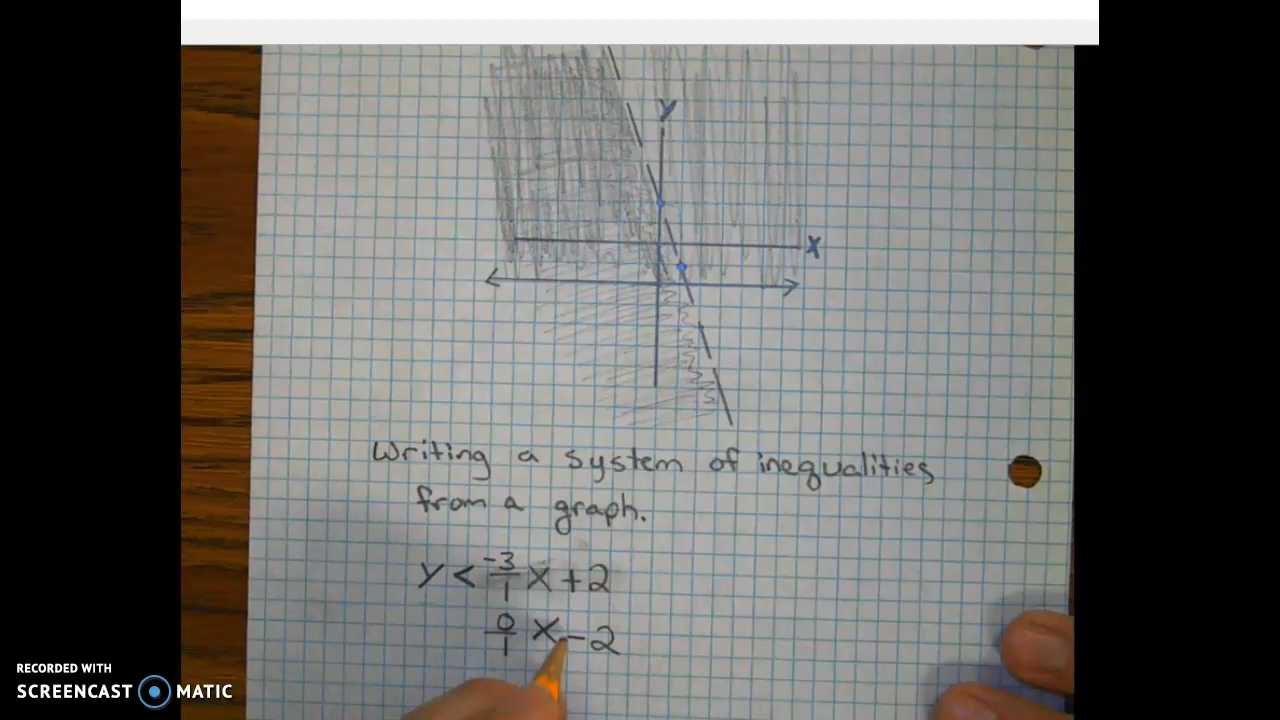 y
x
Writing a system of inequalities
from a graph.
y < -3/1 x + 2
0/1 x - 2
RECORDED WITH
SCREENCAST MATIC